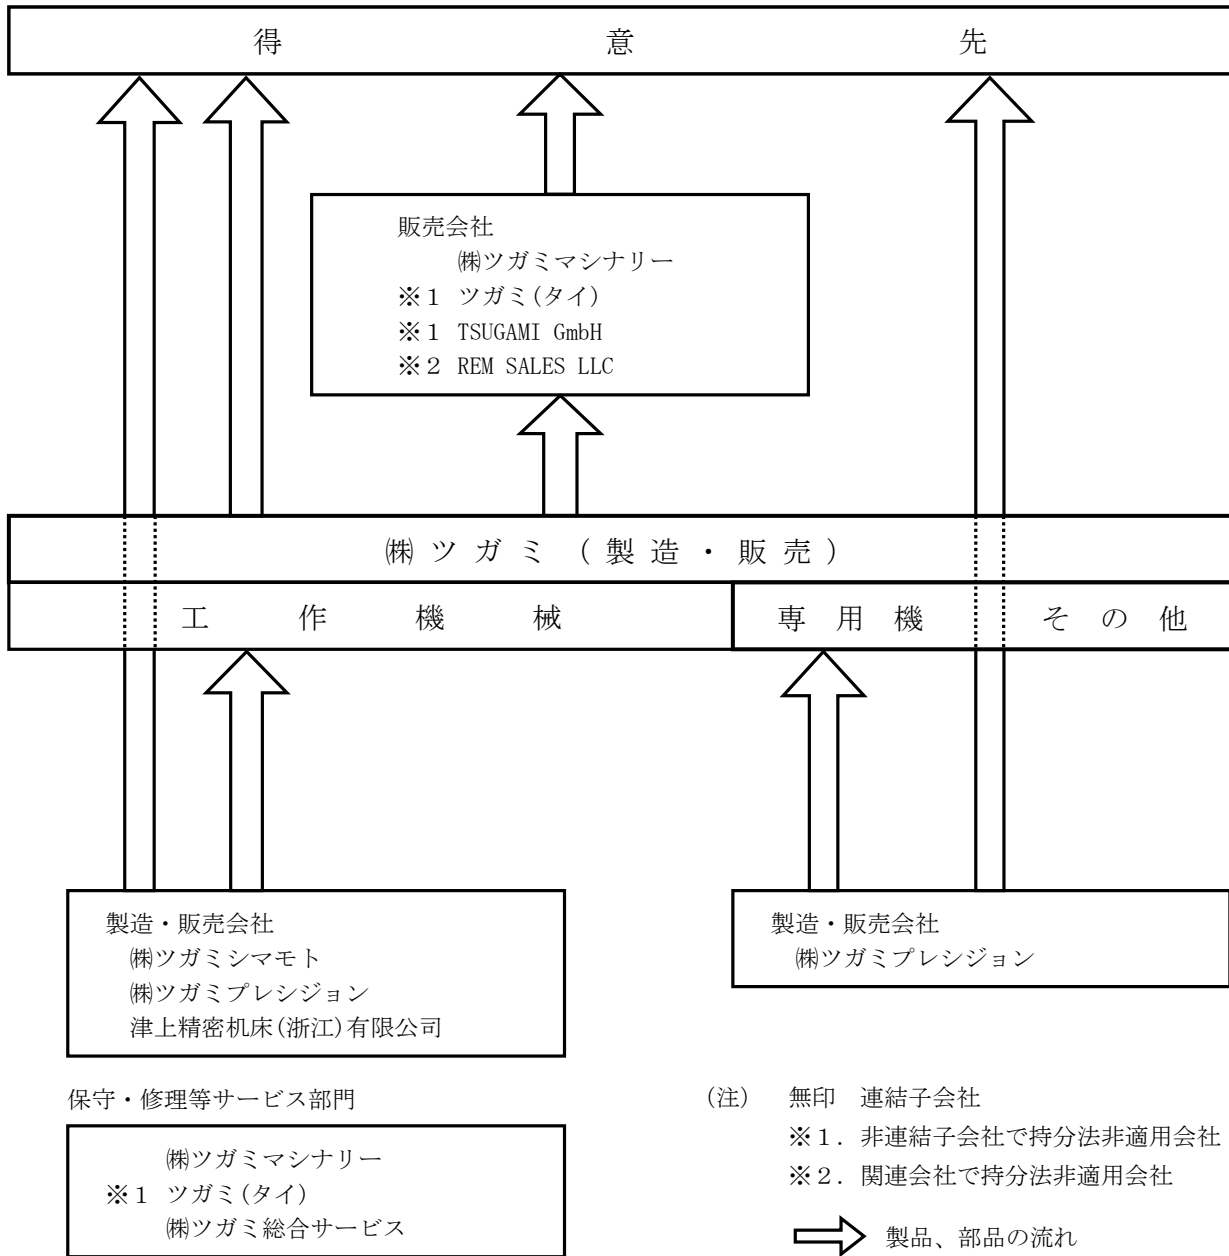 得意先
販売会社
㈱ツガミマシナリー
※１ ツガミ(タイ)
※１ TSUGAMI GmbH
※２ REM SALES LLC
㈱ツガミ（製造・販売）
工作機械
専用機
その他
製造・販売会社
㈱ツガミシマモト
㈱ツガミプレシジョン
津上精密机床(浙江)有限公司
製造・販売会社
㈱ツガミプレシジョン
保守・修理等サービス部門
㈱ツガミマシナリー
※１ ツガミ(タイ)
㈱ツガミ総合サービス
（注） 無印 連結子会社
※１．非連結子会社で持分法非適用会社
※２．関連会社で持分法非適用会社
製品、部品の流れ